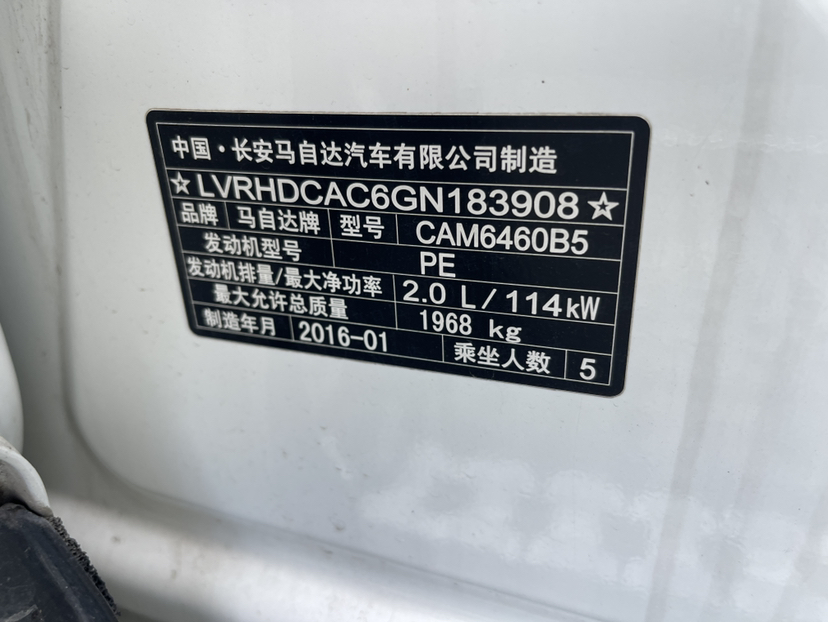 中国·长安马自达汽车有限公司制造
☆LVRHDCAC6GN183908☆
品牌 马自达牌 型号 CAM6460B5
发动机型号 PE
发动机排量/最大净功率 2.0 L/114kW
最大允许总质量 1968 kg
制造年月 2016-01 乘坐人数 5